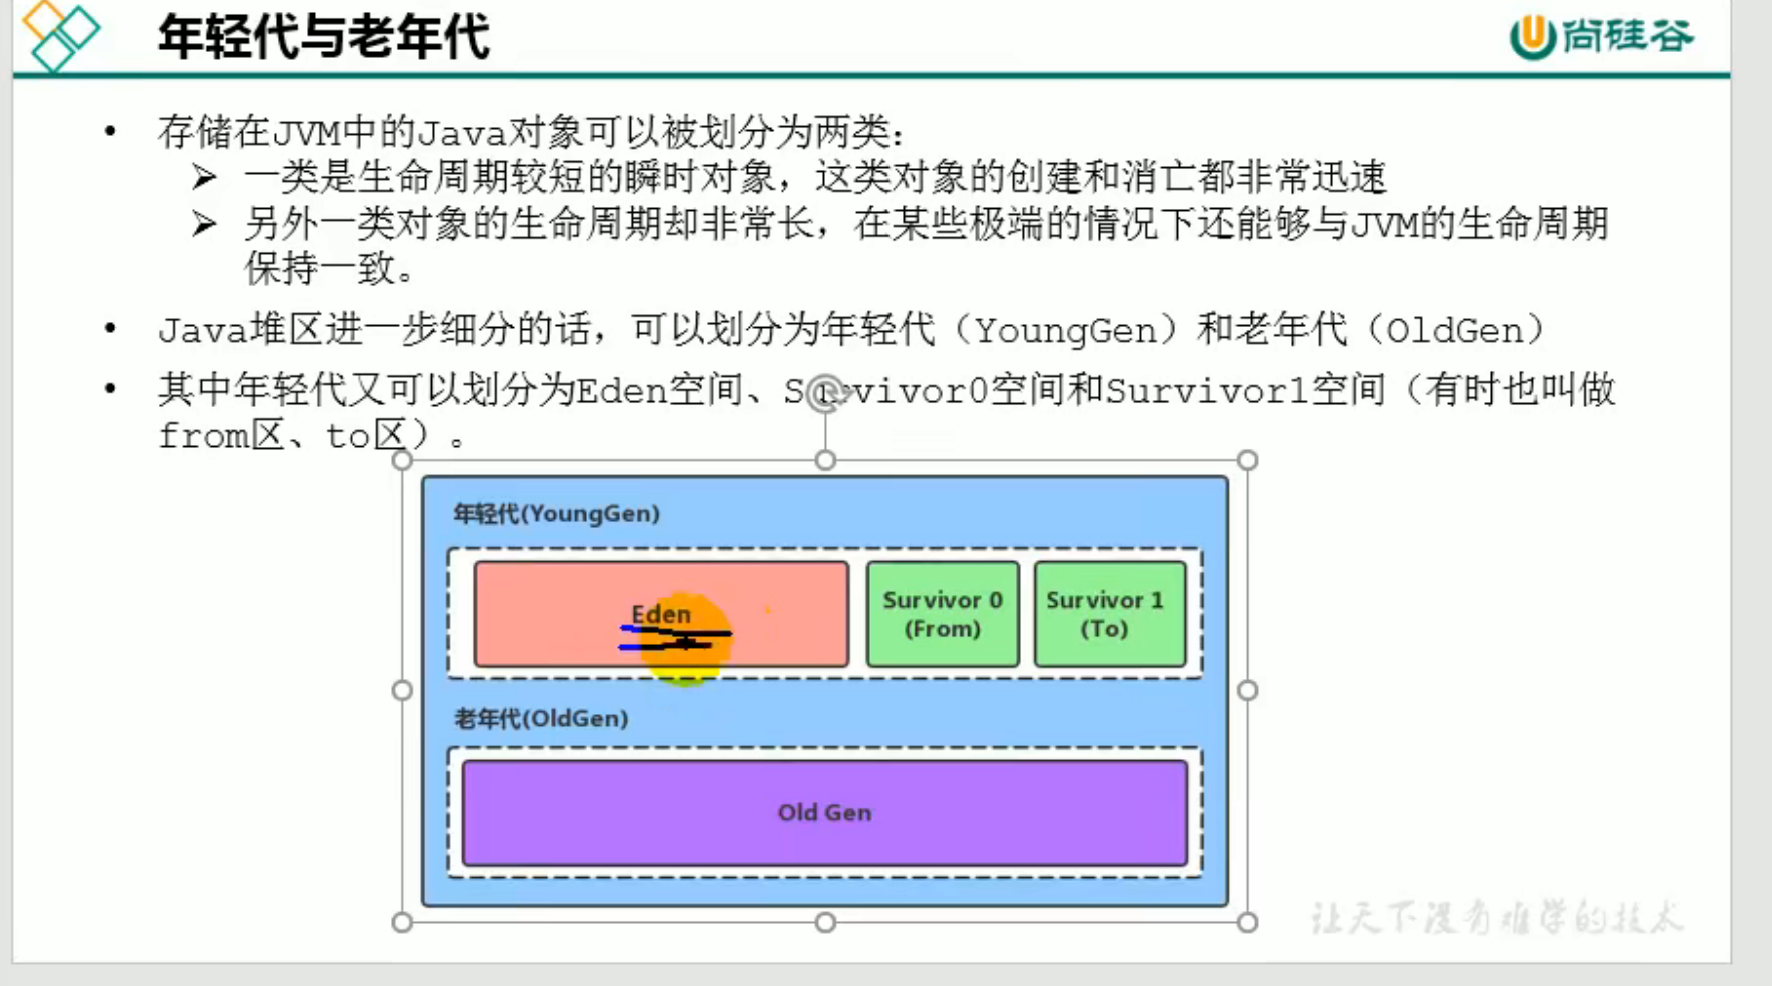 年轻代与老年代
尚硅谷
• 存储在JVM中的Java对象可以被划分为两类：
➢ 一类是生命周期较短的瞬时对象，这类对象的创建和消亡都非常迅速
➢ 另外一类对象的生命周期却非常长，在某些极端的情况下还能够与JVM的生命周期
保持一致。
• Java堆区进一步细分的话，可以划分为年轻代（YoungGen）和老年代（OldGen）
• 其中年轻代又可以划分为Eden空间、Survivor0空间和Survivor1空间（有时也叫做
from区、to区）。
年轻代(YoungGen)
Eden
Survivor 0
(From)
Survivor 1
(To)
老年代(OldGen)
Old Gen
让天下没有难学的技术